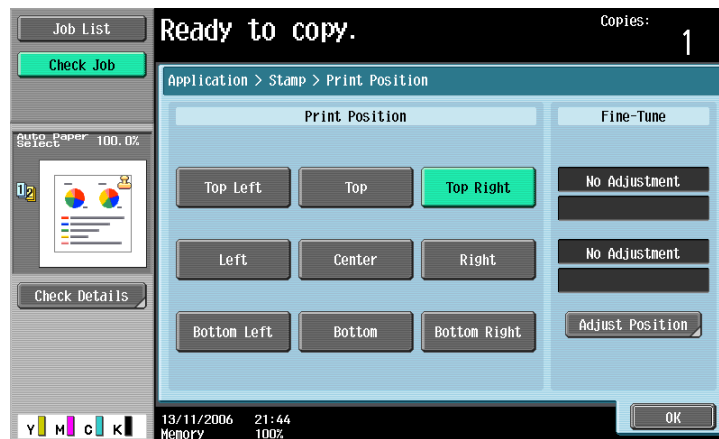 Job List
Check Job
Auto Paper Select 100.0%
1 2
Check Details
Y M C K
Ready to copy.
Copies:
1
Application > Stamp > Print Position
Print Position
Top Left Top Top Right
Left Center Right
Bottom Left Bottom Bottom Right
Fine-Tune
No Adjustment
No Adjustment
Adjust Position
13/11/2006 21:44
Memory 100%
OK